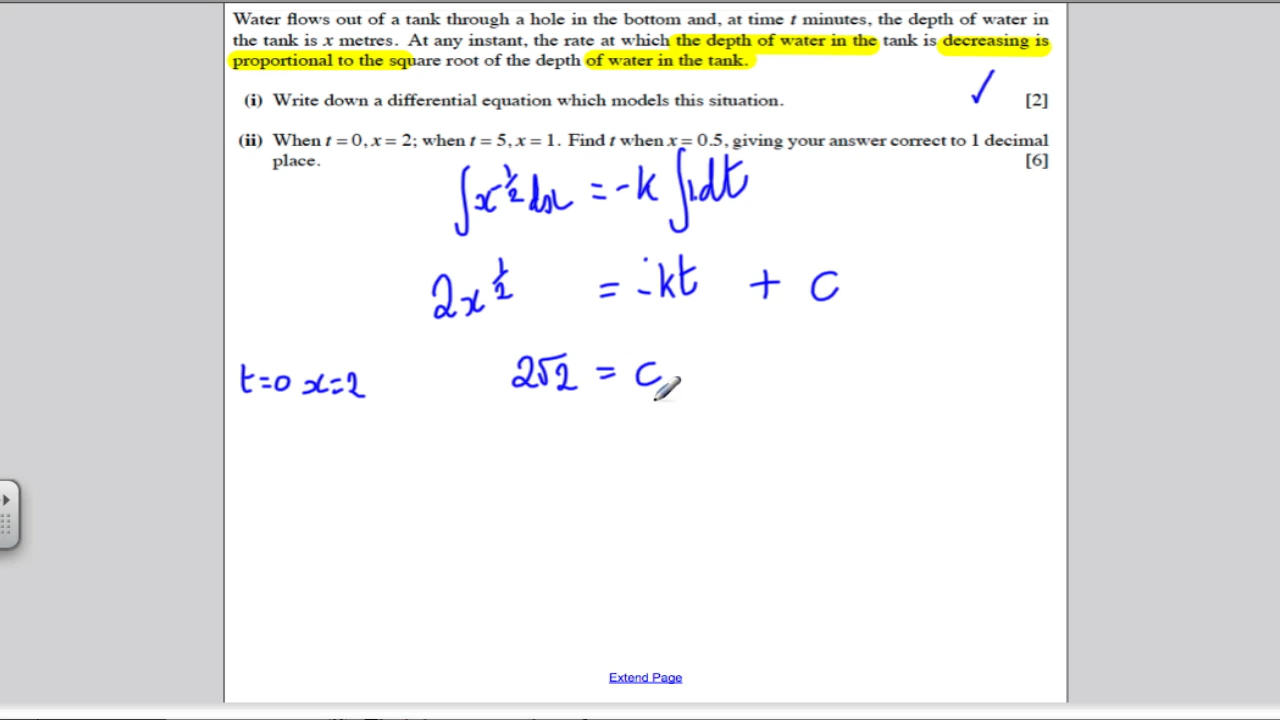 Water flows out of a tank through a hole in the bottom and, at time t minutes, the depth of water in
the tank is x metres. At any instant, the rate at which the depth of water in the tank is decreasing is
proportional to the square root of the depth of water in the tank.
(i) Write down a differential equation which models this situation. ✓ [2]
(ii) When t = 0, x = 2; when t = 5, x = 1. Find t when x = 0.5, giving your answer correct to 1 decimal
place. [6]
∫x^-1/2 dx = -k ∫1dt
2x^1/2 = -kt + c
t=0 x=2 2√2 = c
Extend Page